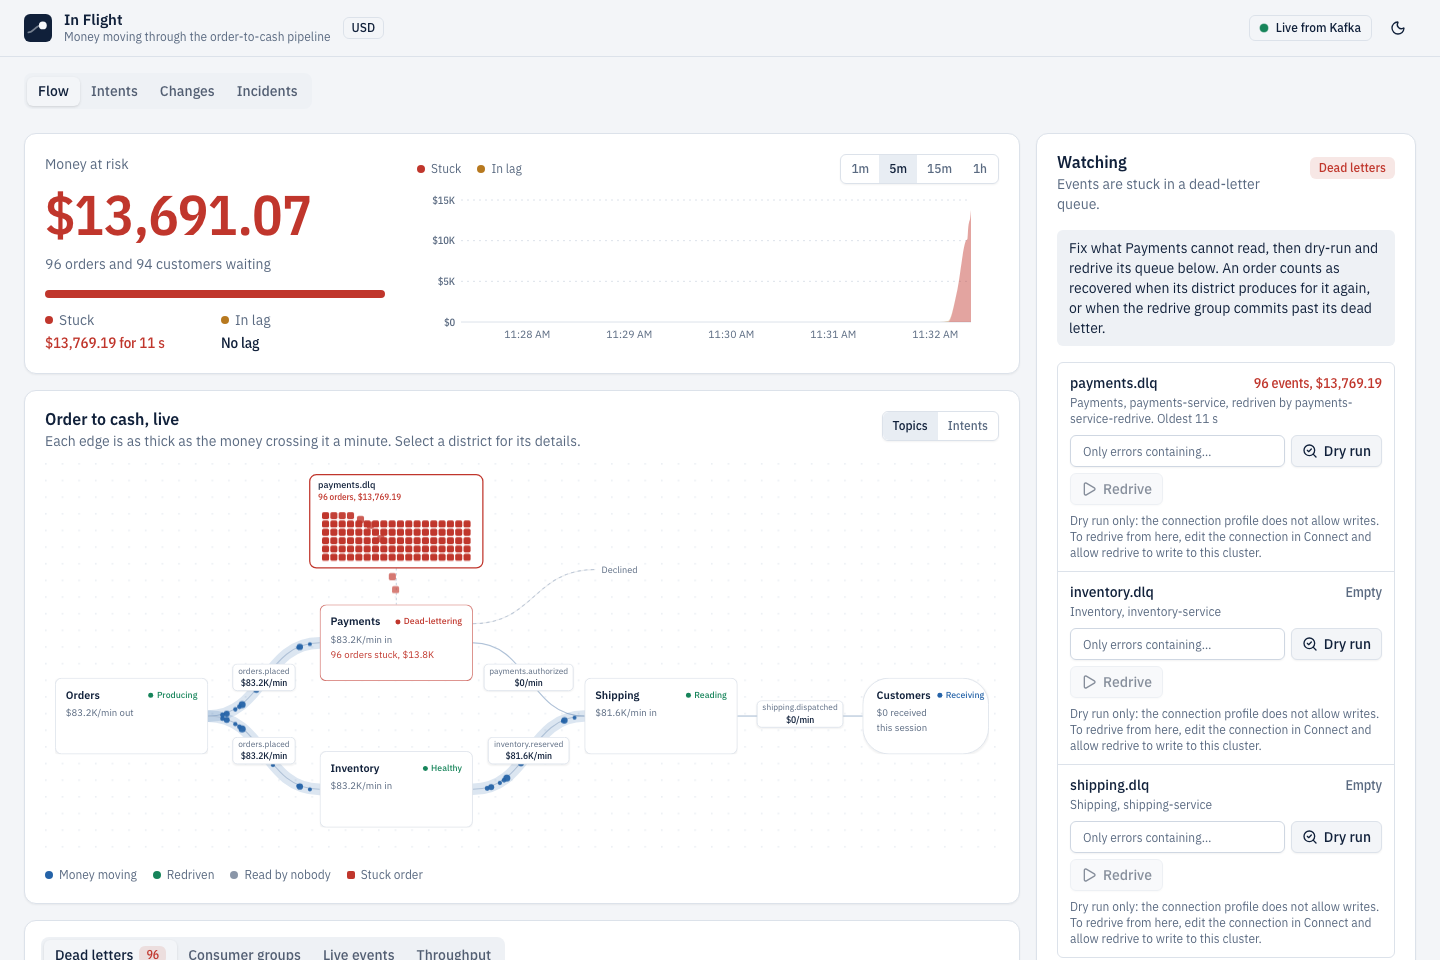 In Flight
Money moving through the order-to-cash pipeline
USD
Live from Kafka
Flow
Intents
Changes
Incidents
Money at risk
$13,691.07
96 orders and 94 customers waiting
Stuck
$13,769.19 for 11 s
In lag
No lag
Stuck
In lag
1m
5m
15m
1h
$15K
$10K
$5K
$0
11:28 AM
11:29 AM
11:30 AM
11:31 AM
11:32 AM
Order to cash, live
Each edge is as thick as the money crossing it a minute. Select a district for its details.
Topics
Intents
payments.dlq
96 orders, $13,769.19
Declined
Payments
Dead-lettering
$83.2K/min in
96 orders stuck, $13.8K
orders.placed
$83.2K/min
payments.authorized
$0/min
Orders
Producing
$83.2K/min out
Shipping
Reading
$81.6K/min in
shipping.dispatched
$0/min
Customers
Receiving
$0 received
this session
orders.placed
$83.2K/min
inventory.reserved
$81.6K/min
Inventory
Healthy
$83.2K/min in
Money moving
Redriven
Read by nobody
Stuck order
Dead letters
96
Consumer groups
Live events
Throughput
Watching
Dead letters
Events are stuck in a dead-letter
queue.
Fix what Payments cannot read, then dry-run and
redrive its queue below. An order counts as
recovered when its district produces for it again,
or when the redrive group commits past its dead
letter.
payments.dlq
96 events, $13,769.19
Payments, payments-service, redriven by payments-
service-redrive. Oldest 11 s
Only errors containing...
Dry run
Redrive
Dry run only: the connection profile does not allow writes.
To redrive from here, edit the connection in Connect and
allow redrive to write to this cluster.
inventory.dlq
Empty
Inventory, inventory-service
Only errors containing...
Dry run
Redrive
Dry run only: the connection profile does not allow writes.
To redrive from here, edit the connection in Connect and
allow redrive to write to this cluster.
shipping.dlq
Empty
Shipping, shipping-service
Only errors containing...
Dry run
Redrive
Dry run only: the connection profile does not allow writes.
To redrive from here, edit the connection in Connect and
allow redrive to write to this cluster.